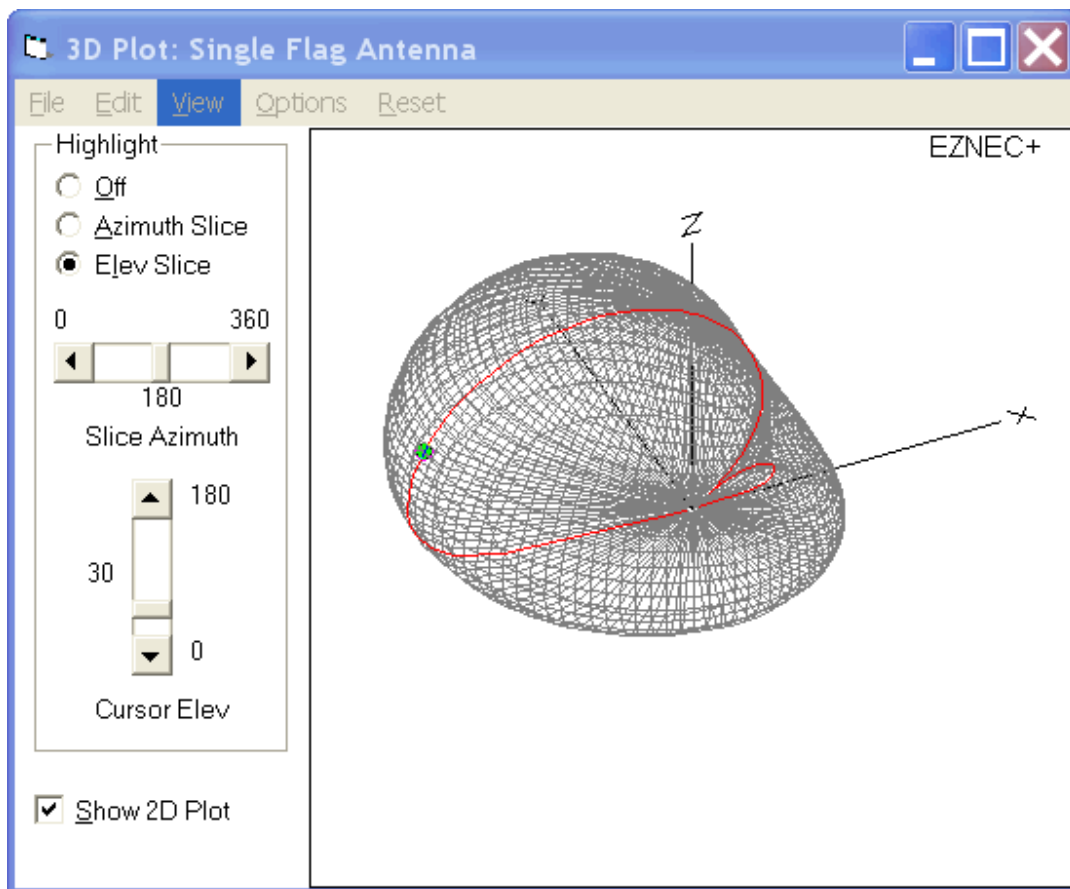 3D Plot: Single Flag Antenna
File Edit View Options Reset
Highlight
Off
Azimuth Slice
Elev Slice
0 360
180
Slice Azimuth
180
30
0
Cursor Elev
Show 2D Plot
EZNEC+
Z
X